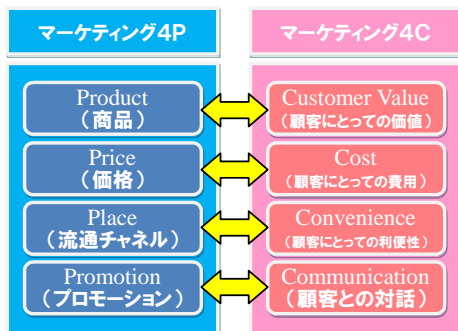 マーケティング4P
マーケティング4C
Product
（商品）
Customer Value
（顧客にとっての価値）
Price
（価格）
Cost
（顧客にとっての費用）
Place
（流通チャネル）
Convenience
（顧客にとっての利便性）
Promotion
（プロモーション）
Communication
（顧客との対話）